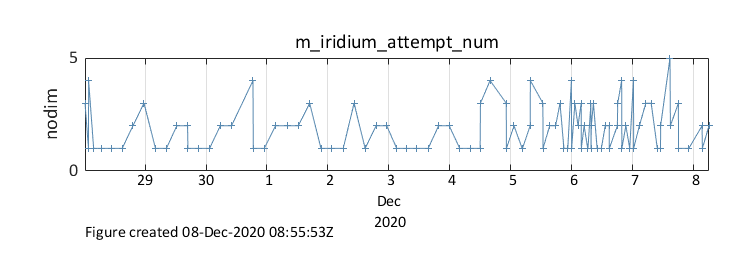 m_iridium_attempt_num
5
nodim
0
29 30 1 2 3 4 5 6 7 8
Dec
2020
Figure created 08-Dec-2020 08:55:53Z